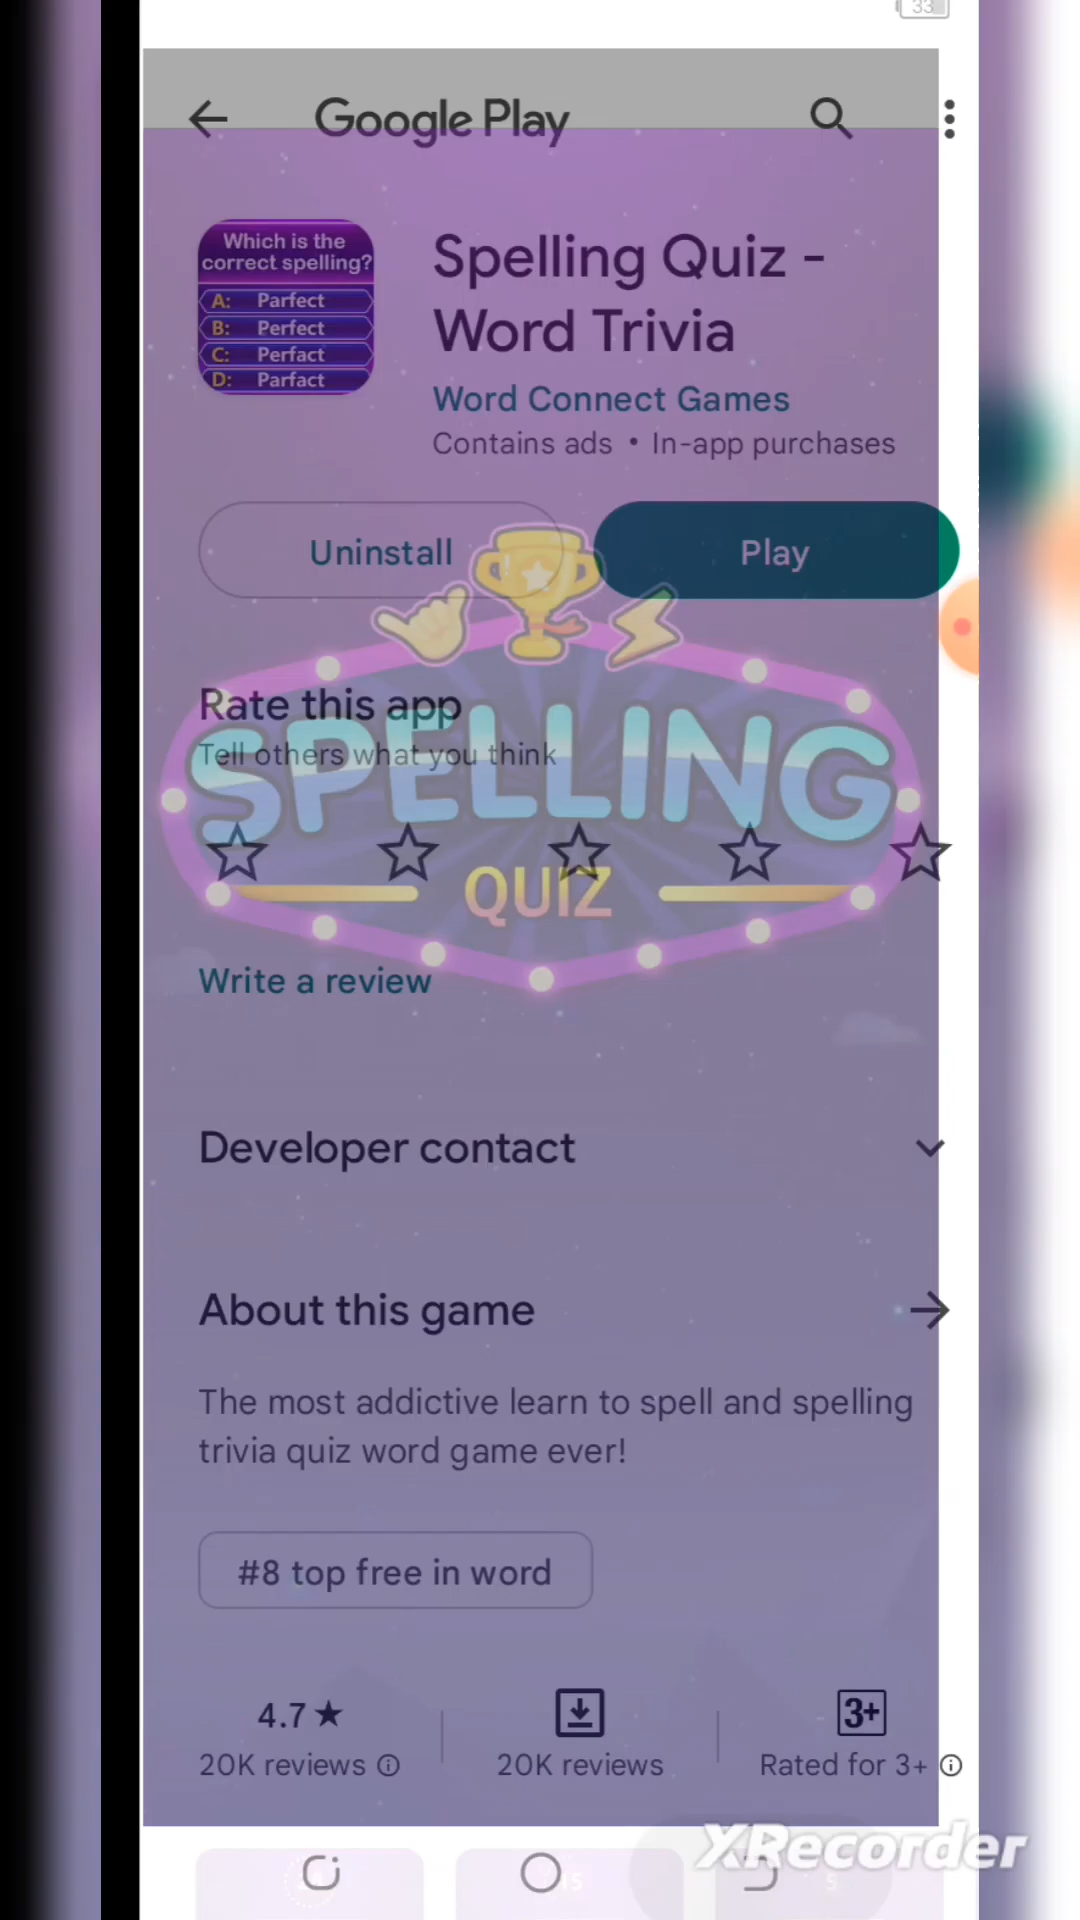 33
Google Play
Which is the
correct spelling?
A: Parfect
B: Perfect
C: Perfact
D: Parfact
Spelling Quiz -
Word Trivia
Word Connect Games
Contains ads • In-app purchases
Uninstall
Play
Rate this app
Tell others what you think
SPELLING
QUIZ
Write a review
Developer contact
About this game
The most addictive learn to spell and spelling
trivia quiz word game ever!
#8 top free in word
4.7★
20K reviews
20K reviews
3+
Rated for 3+
XRecorder
15
5